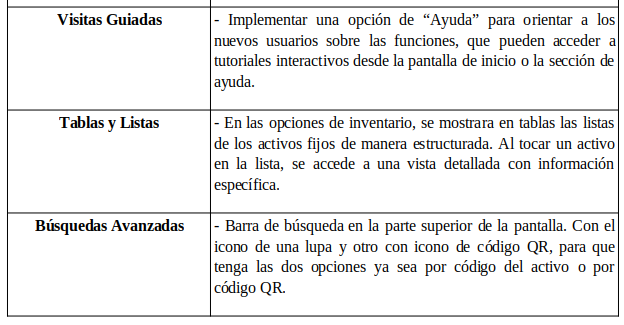 Visitas Guiadas
- Implementar una opción de “Ayuda” para orientar a los
nuevos usuarios sobre las funciones, que pueden acceder a
tutoriales interactivos desde la pantalla de inicio o la sección de
ayuda.
Tablas y Listas
- En las opciones de inventario, se mostrara en tablas las listas
de los activos fijos de manera estructurada. Al tocar un activo
en la lista, se accede a una vista detallada con información
específica.
Búsquedas Avanzadas
- Barra de búsqueda en la parte superior de la pantalla. Con el
icono de una lupa y otro con icono de código QR, para que
tenga las dos opciones ya sea por código del activo o por
código QR.